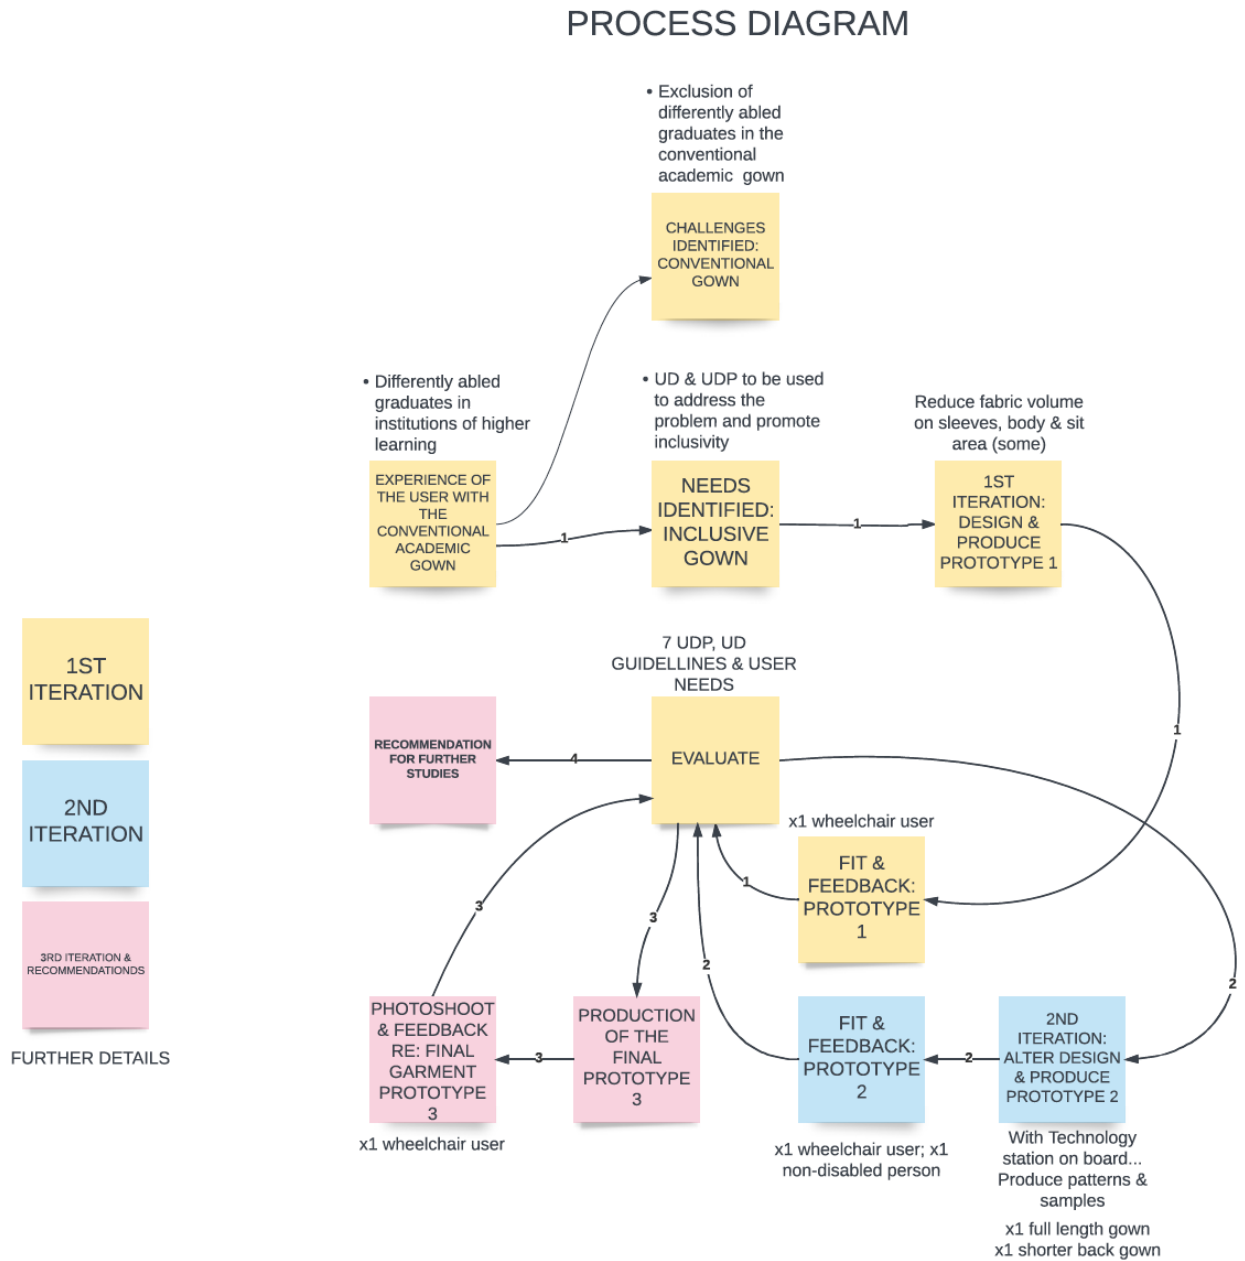 PROCESS DIAGRAM
• Exclusion of
differently abled
graduates in the
conventional
academic gown
CHALLENGES
IDENTIFIED:
CONVENTIONAL
GOWN
• Differently abled
graduates in
institutions of higher
learning
• UD & UDP to be used
to address the
problem and promote
inclusivity
Reduce fabric volume
on sleeves, body & sit
area (some)
EXPERIENCE OF
THE USER WITH
THE
CONVENTIONAL
ACADEMIC
GOWN
1
NEEDS
IDENTIFIED:
INCLUSIVE
GOWN
1
1ST
ITERATION:
DESIGN &
PRODUCE
PROTOTYPE 1
1
1ST
ITERATION
2ND
ITERATION
3RD ITERATION &
RECOMMENDATIONDS
FURTHER DETAILS
7 UDP, UD
GUIDELLINES & USER
NEEDS
EVALUATE
4
RECOMMENDATION
FOR FURTHER
STUDIES
x1 wheelchair user
FIT &
FEEDBACK:
PROTOTYPE
1
1
2
3
3
2
PHOTOSHOOT
& FEEDBACK
RE: FINAL
GARMENT
PROTOTYPE
3
x1 wheelchair user
3
PRODUCTION
OF THE
FINAL
PROTOTYPE
3
FIT &
FEEDBACK:
PROTOTYPE
2
x1 wheelchair user; x1
non-disabled person
2
2ND
ITERATION:
ALTER DESIGN
& PRODUCE
PROTOTYPE 2
With Technology
station on board...
Produce patterns &
samples
x1 full length gown
x1 shorter back gown